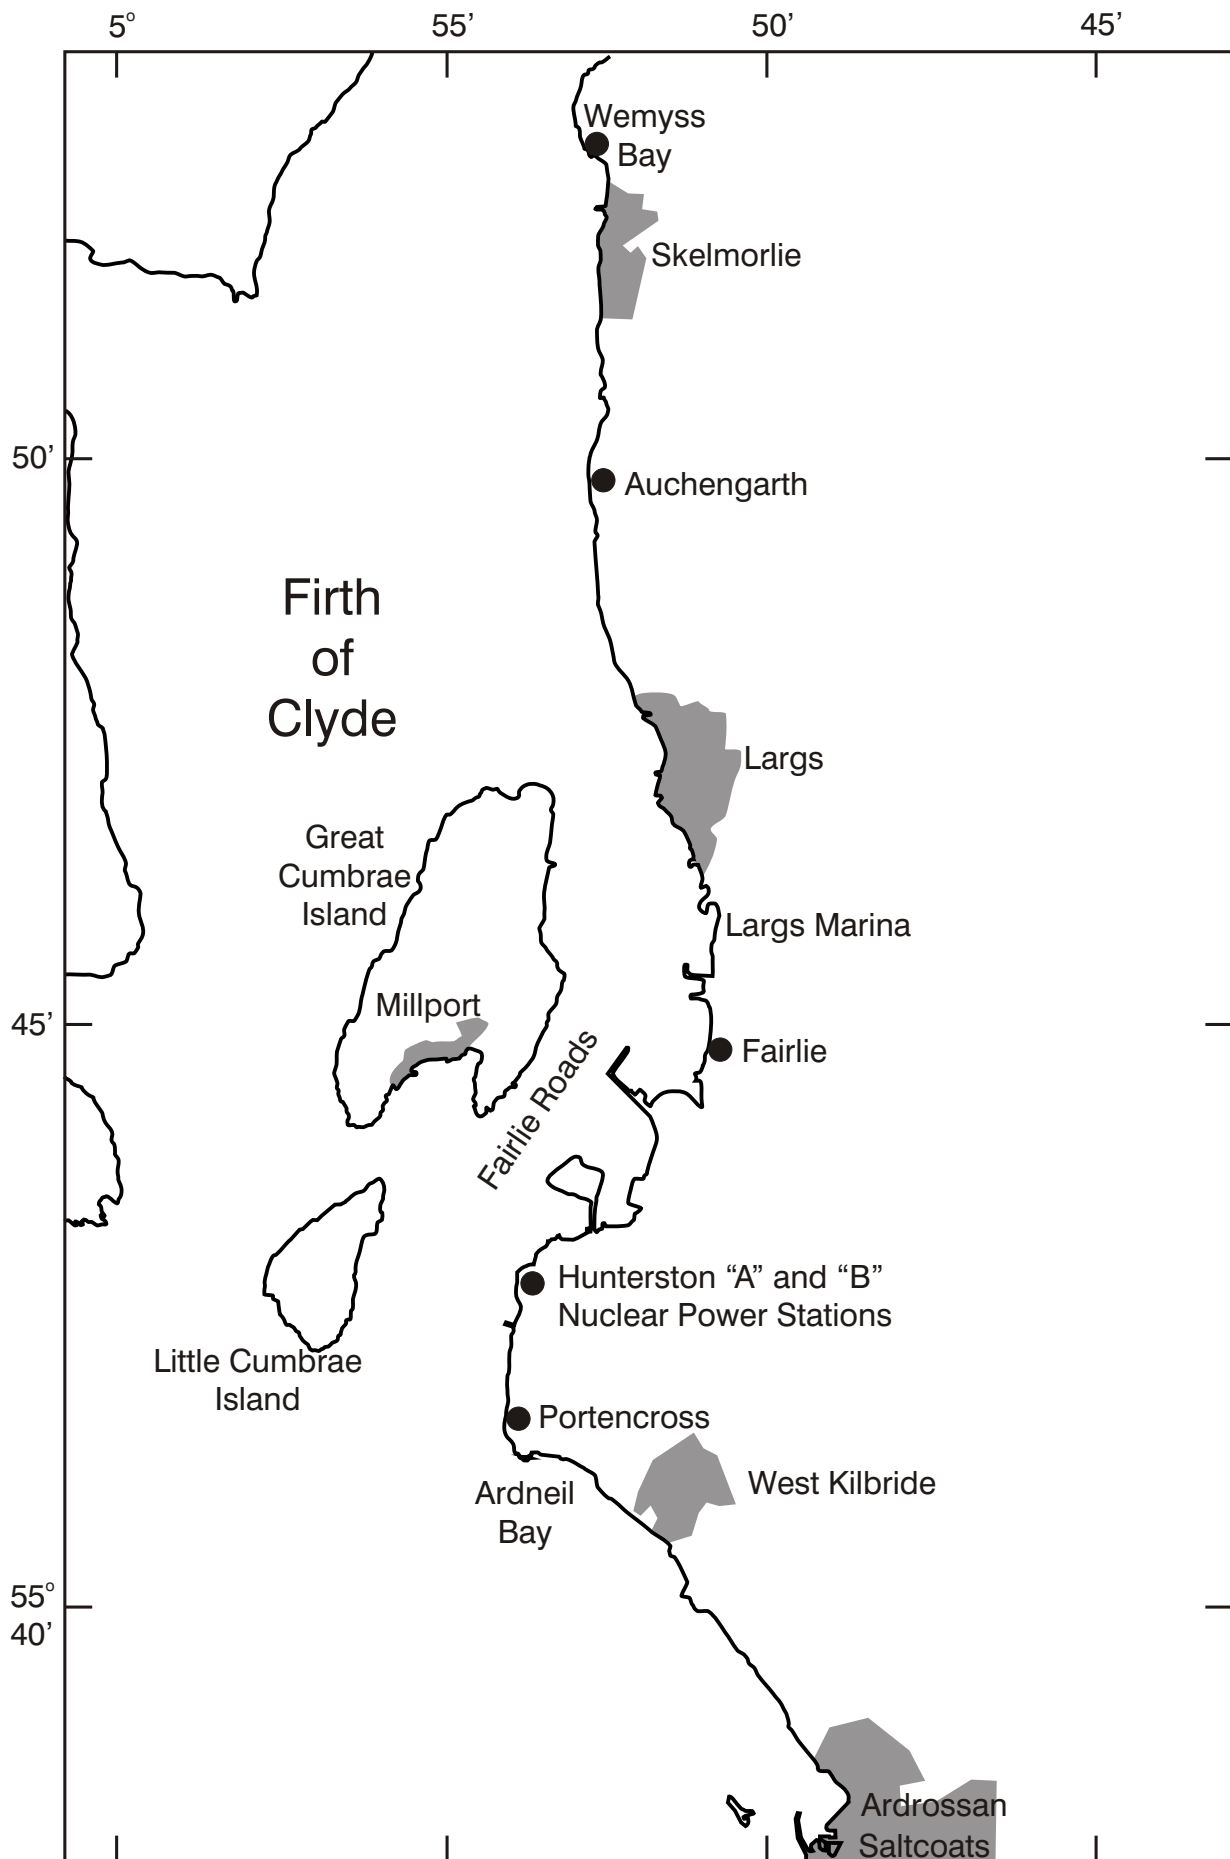 5° 55’ 50’ 45’
Wemyss
Bay
Skelmorlie
50’
Auchengarth
Firth
of
Clyde
Largs
Great
Cumbrae
Island
Largs Marina
Millport
45’
Fairlie
Fairlie Roads
Hunterston “A” and “B”
Nuclear Power Stations
Little Cumbrae
Island
Portencross
West Kilbride
Ardneil
Bay
55°
40’
Ardrossan
Saltcoats